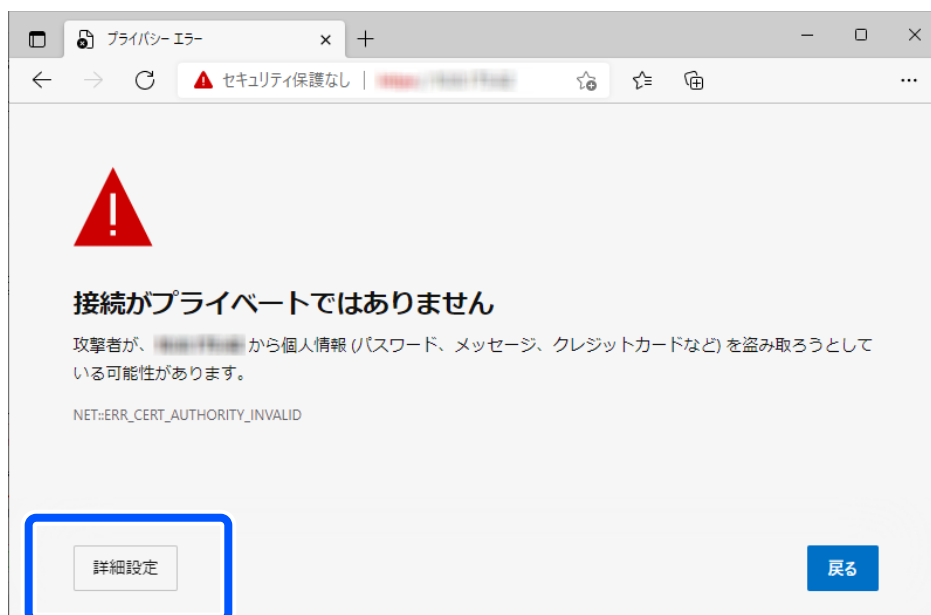 プライバシー エラー
セキュリティ保護なし
接続がプライベートではありません
攻撃者が、 から個人情報 (パスワード、メッセージ、クレジットカードなど) を盗み取ろうとして
いる可能性があります。
NET::ERR_CERT_AUTHORITY_INVALID
詳細設定
戻る